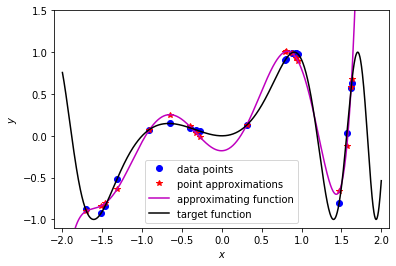 1.5
1.0
0.5
0.0
−0.5
−1.0
y
data points
point approximations
approximating function
target function
−2.0 −1.5 −1.0 −0.5 0.0 0.5 1.0 1.5 2.0
x